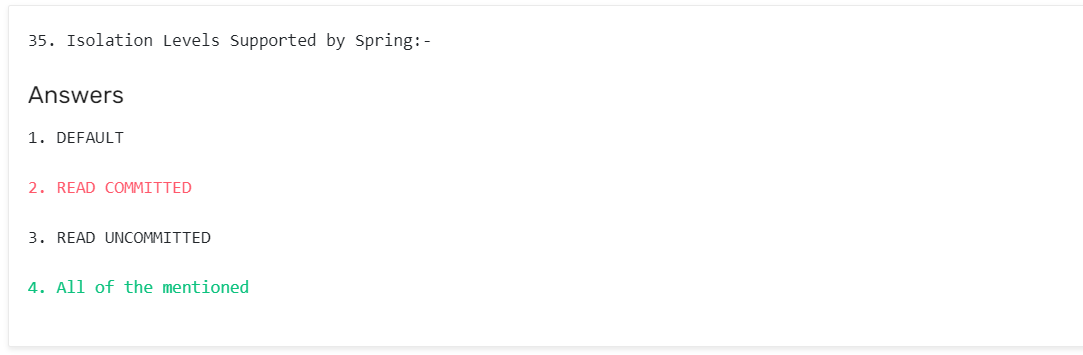 35. Isolation Levels Supported by Spring:-
Answers
1. DEFAULT
2. READ COMMITTED
3. READ UNCOMMITTED
4. All of the mentioned